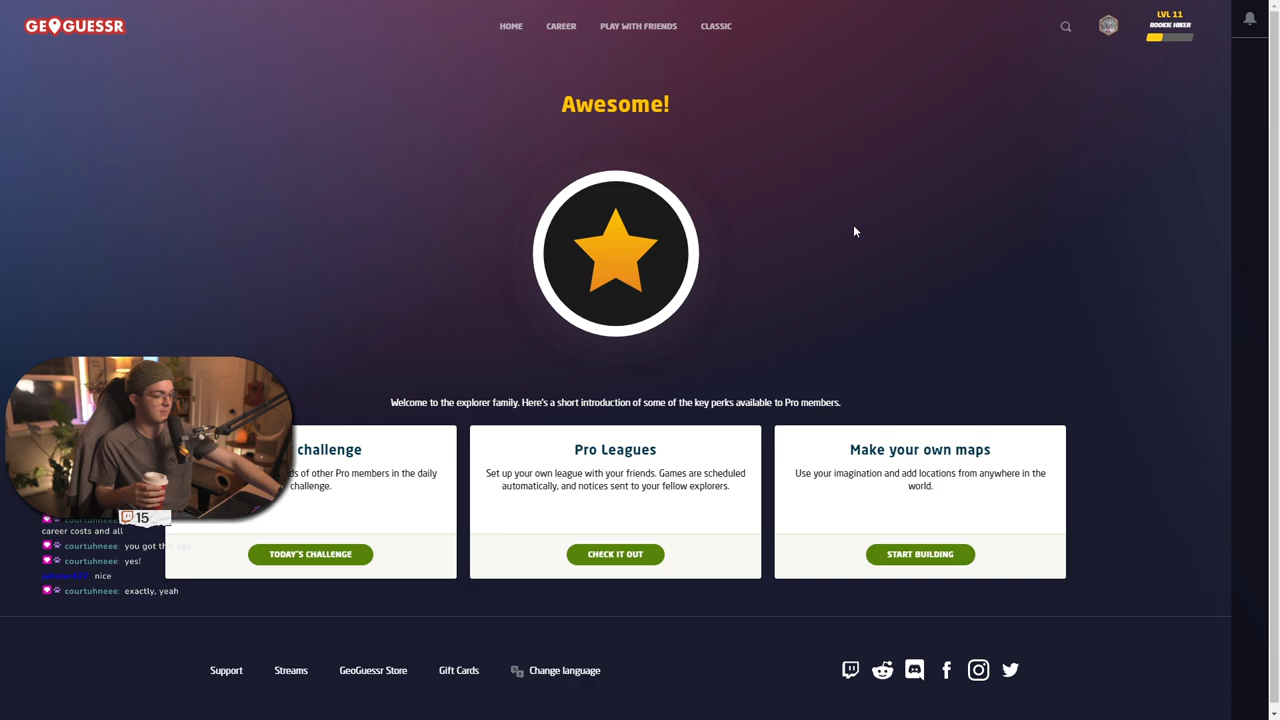 GEOGUESSR
HOME
CAREER
PLAY WITH FRIENDS
CLASSIC
LVL 11
ROOKIE HIKER
Awesome!
Welcome to the explorer family. Here's a short introduction of some of the key perks available to Pro members.
challenge
ds of other Pro members in the daily
challenge.
TODAY'S CHALLENGE
Pro Leagues
Set up your own league with your friends. Games are scheduled
automatically, and notices sent to your fellow explorers.
CHECK IT OUT
Make your own maps
Use your imagination and add locations from anywhere in the
world.
START BUILDING
15
courtuhneee:
career costs and all
courtuhneee: you got this
courtuhneee: yes!
nice
courtuhneee: exactly, yeah
Support
Streams
GeoGuessr Store
Gift Cards
Change language